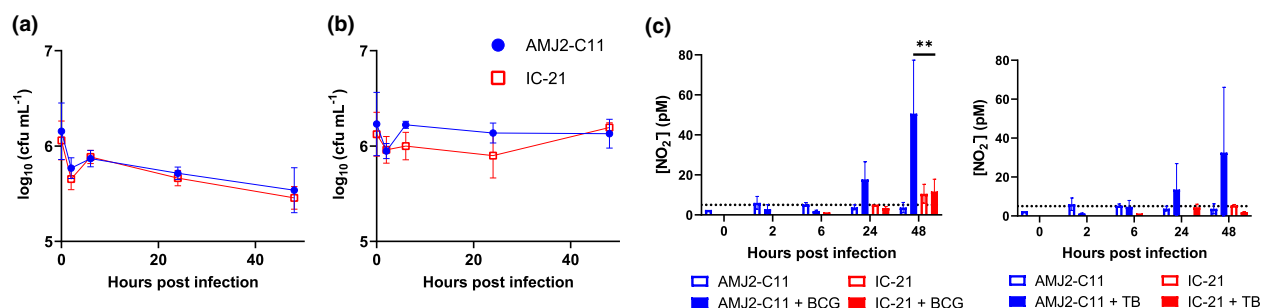 (a)
7
6
5
log10 (cfu mL-1)
0 20 40
Hours post infection
(b)
7
6
5
log10 (cfu mL-1)
0 20 40
Hours post infection
AMJ2-C11
IC-21
(c)
80
60
40
20
0
[NO2-] (pM)
**
0 2 6 24 48
Hours post infection
AMJ2-C11 IC-21
AMJ2-C11 + BCG IC-21 + BCG
80
60
40
20
0
[NO2-] (pM)
0 2 6 24 48
Hours post infection
AMJ2-C11 IC-21
AMJ2-C11 + TB IC-21 + TB